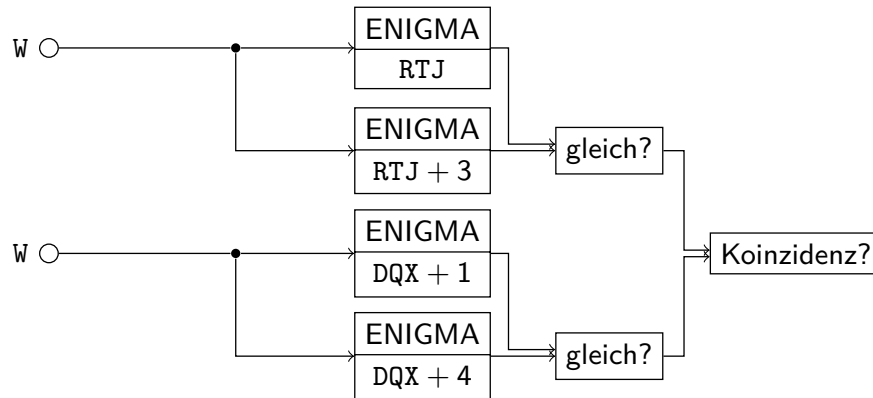 W
ENIGMA
RTJ
ENIGMA
RTJ + 3
gleich?
W
ENIGMA
DQX + 1
Koinzidenz?
ENIGMA
DQX + 4
gleich?